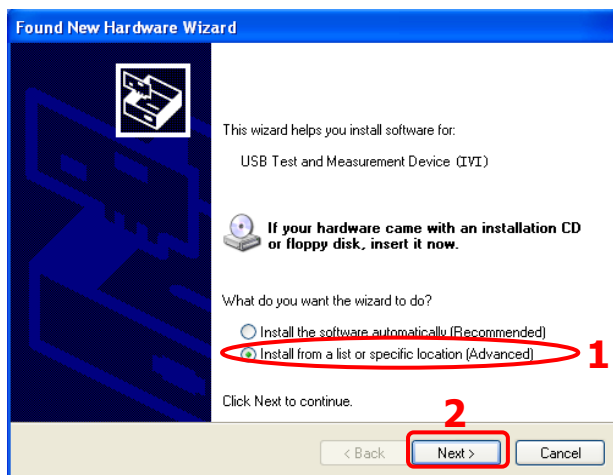 Found New Hardware Wizard
This wizard helps you install software for:
USB Test and Measurement Device (IVI)
If your hardware came with an installation CD
or floppy disk, insert it now.
What do you want the wizard to do?
Install the software automatically (Recommended)
Install from a list or specific location (Advanced)
1
Click Next to continue.
2
< Back
Next >
Cancel